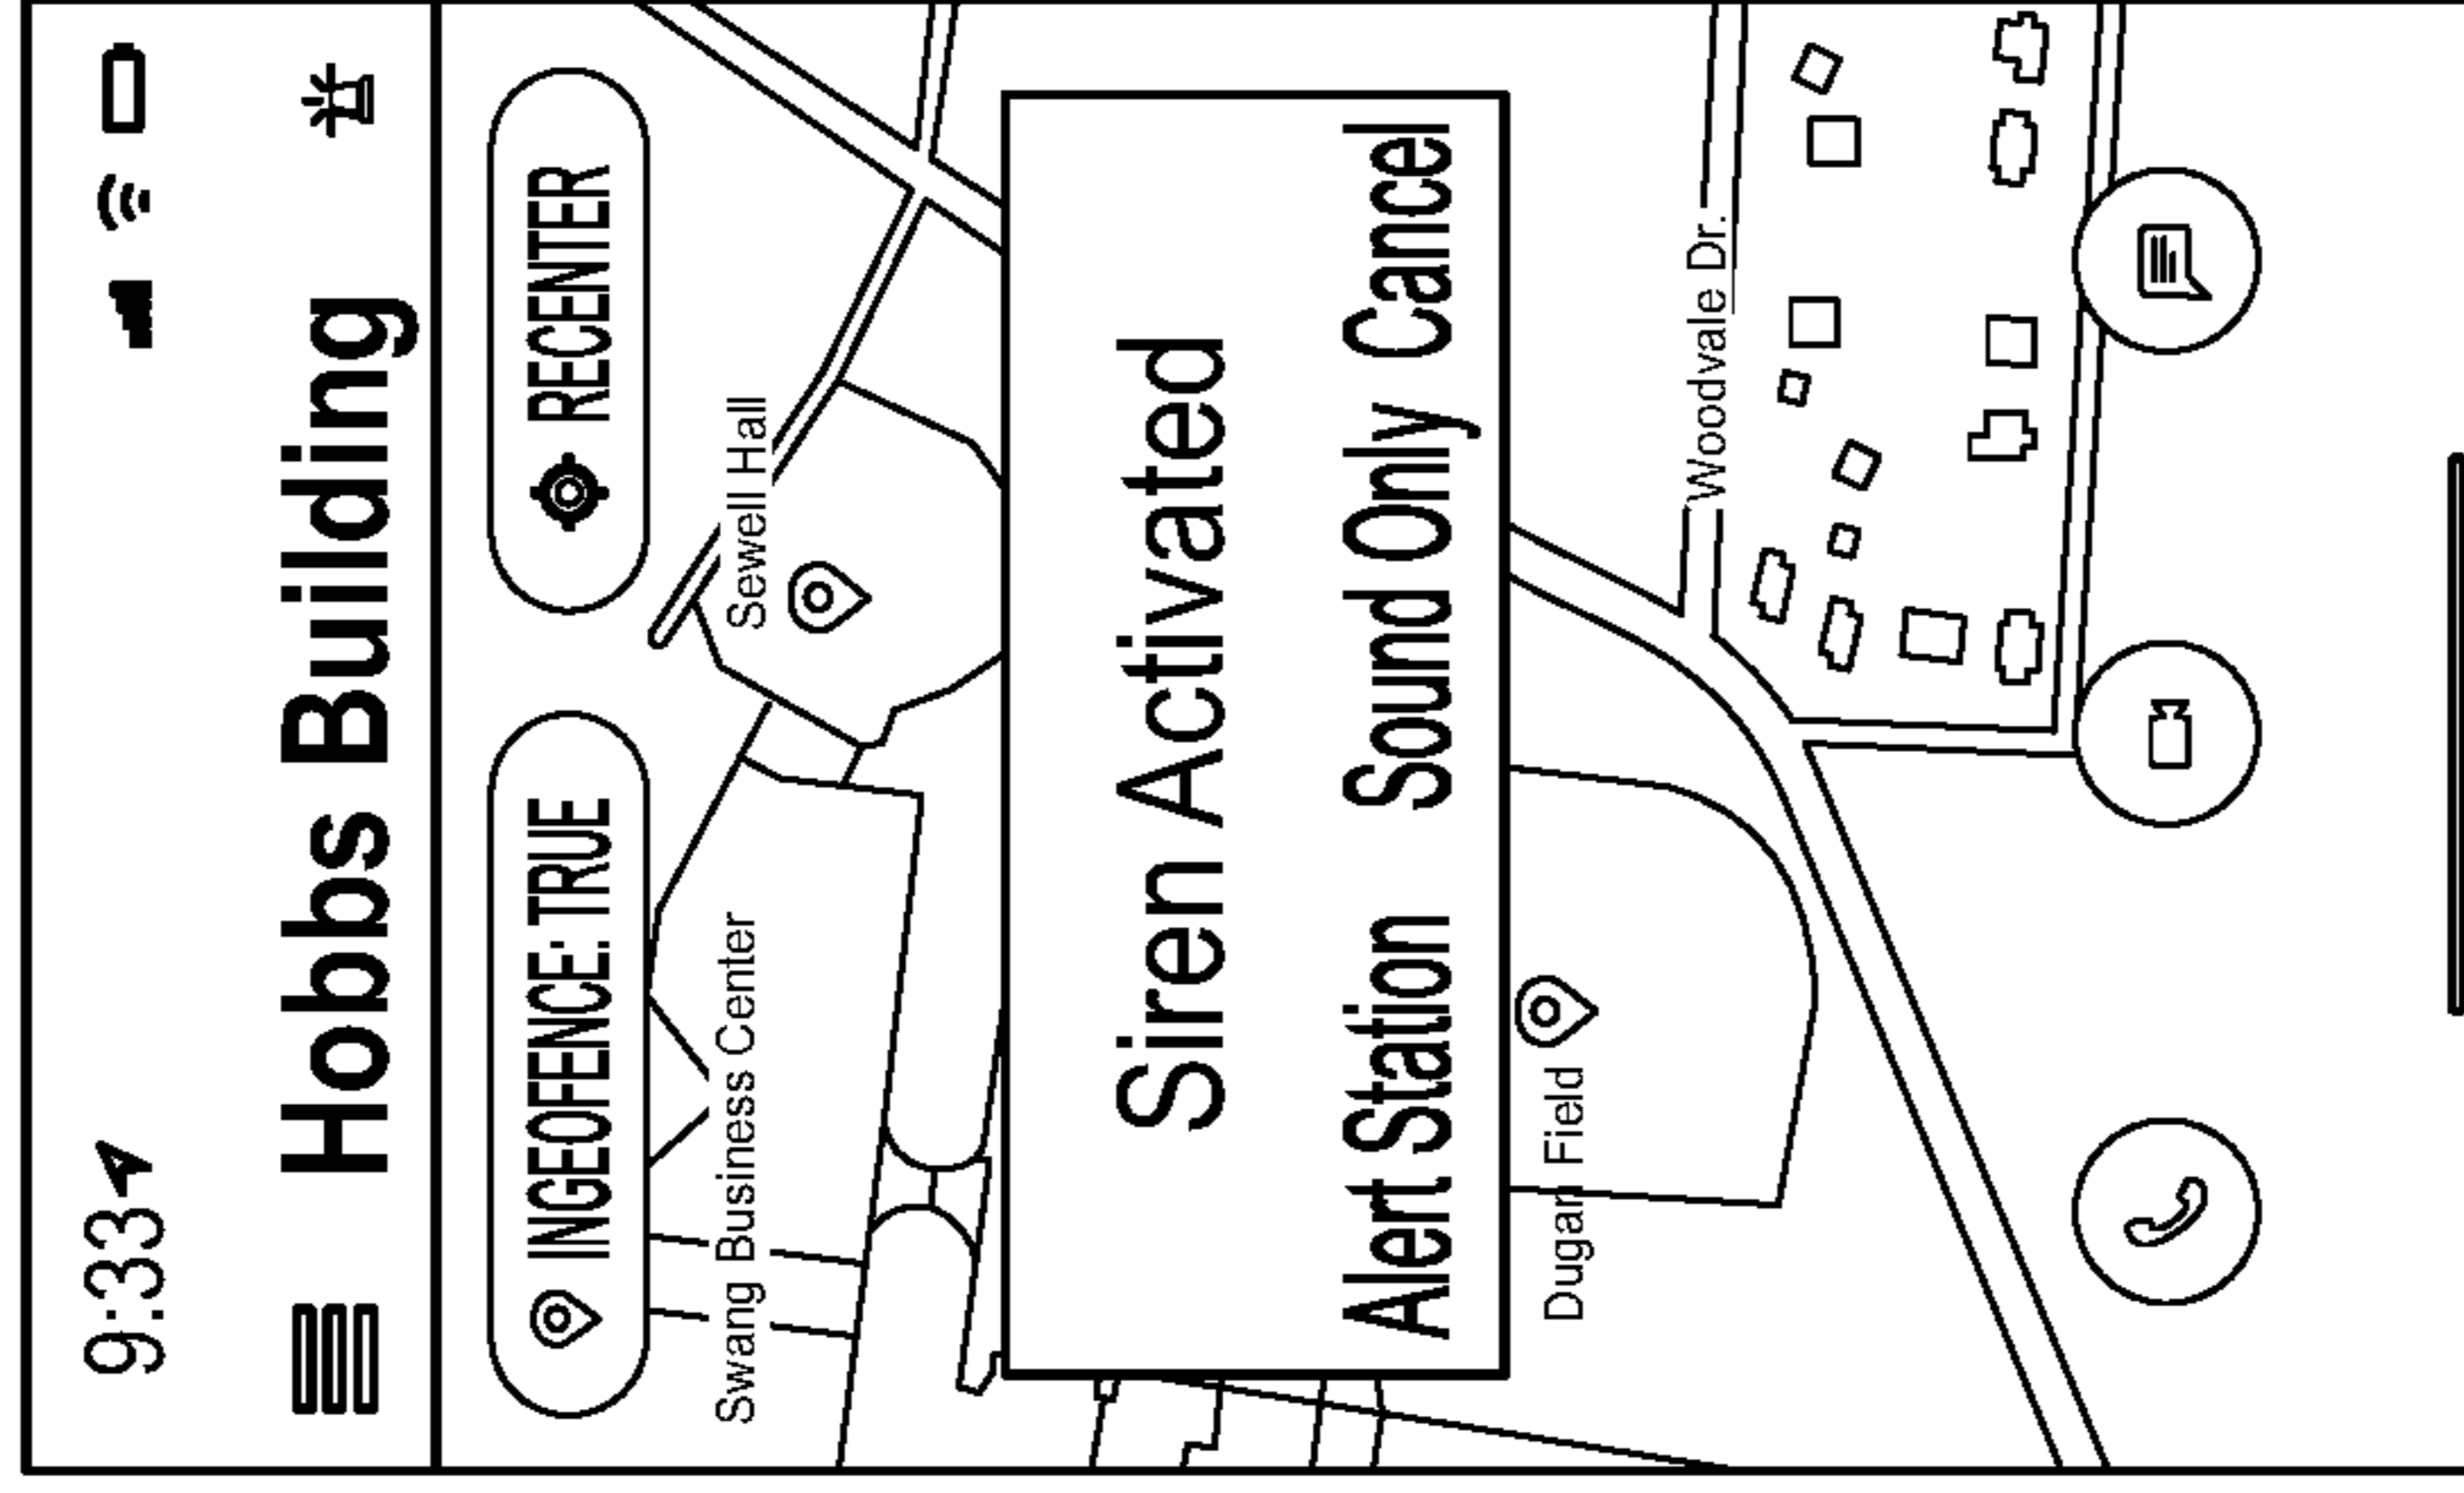 9:33
Hobbs Building
INGEOFENCE: TRUE
RECENTER
Sewell Hall
Swang Business Center
Siren Activated
Alert Station Sound Only Cancel
Dugan Field
Woodvale Dr.